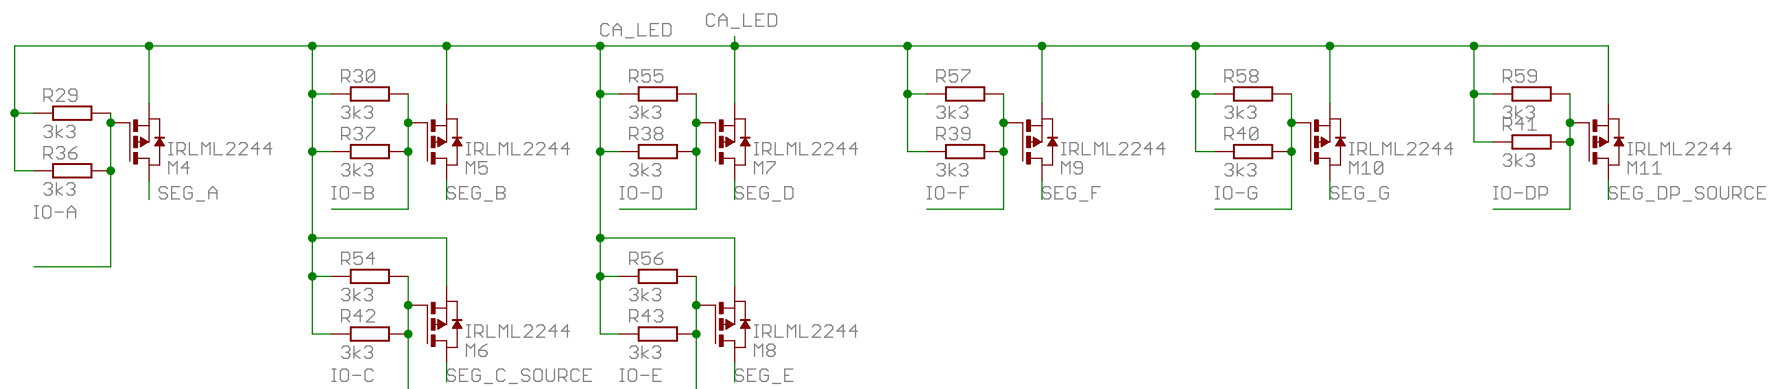 CA_LED
CA_LED
R29
3k3
R36
3k3
IO-A
IRLML2244
M4
SEG_A
R30
3k3
R37
3k3
IO-B
IRLML2244
M5
SEG_B
R54
3k3
R42
3k3
IO-C
IRLML2244
M6
SEG_C_SOURCE
R55
3k3
R38
3k3
IO-D
IRLML2244
M7
SEG_D
R56
3k3
R43
3k3
IO-E
IRLML2244
M8
SEG_E
R57
3k3
R39
3k3
IO-F
IRLML2244
M9
SEG_F
R58
3k3
R40
3k3
IO-G
IRLML2244
M10
SEG_G
R59
3k3
R41
3k3
IO-DP
IRLML2244
M11
SEG_DP_SOURCE